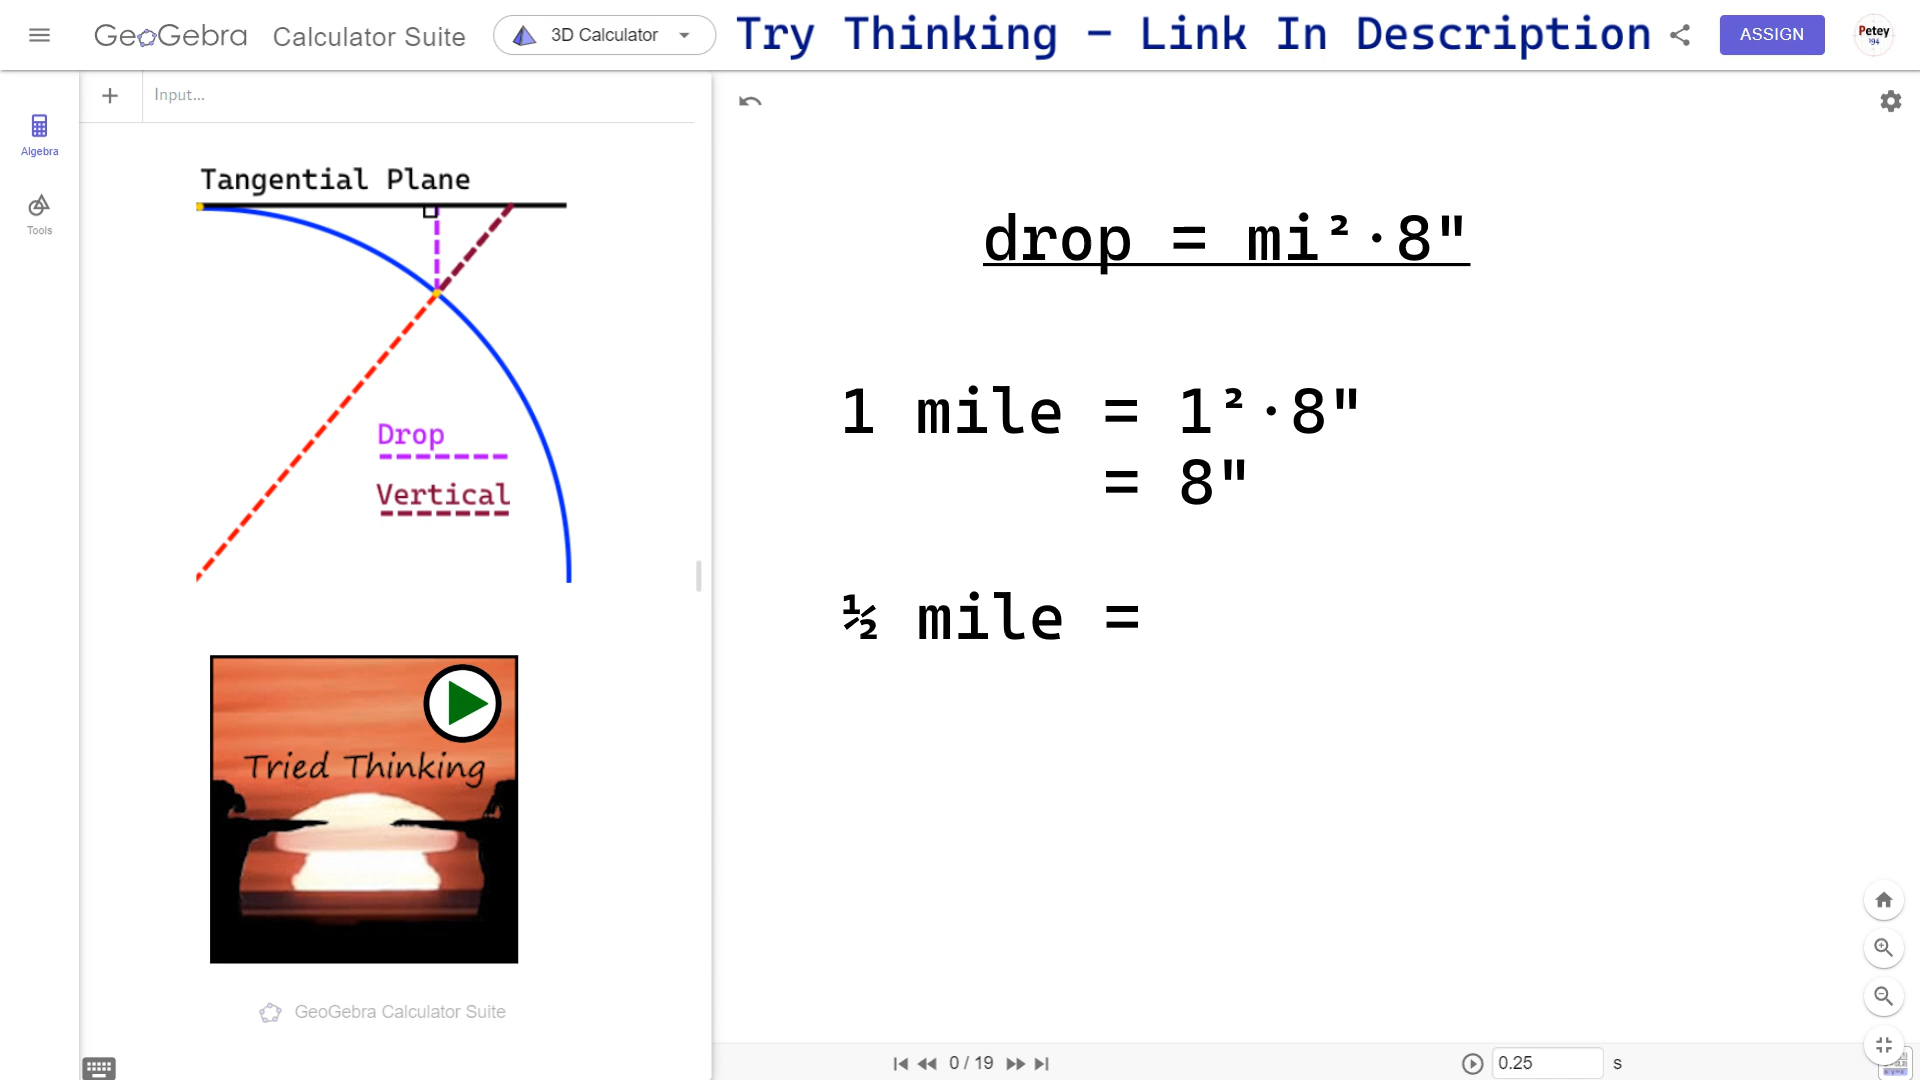 GeoGebra Calculator Suite 3D Calculator Try Thinking - Link In Description ASSIGN Petey '94
Input...
Algebra
Tools
Tangential Plane
Drop
Vertical
Tried Thinking
GeoGebra Calculator Suite
drop = mi²·8"
1 mile = 1²·8"
= 8"
½ mile =
0 / 19 0.25 s